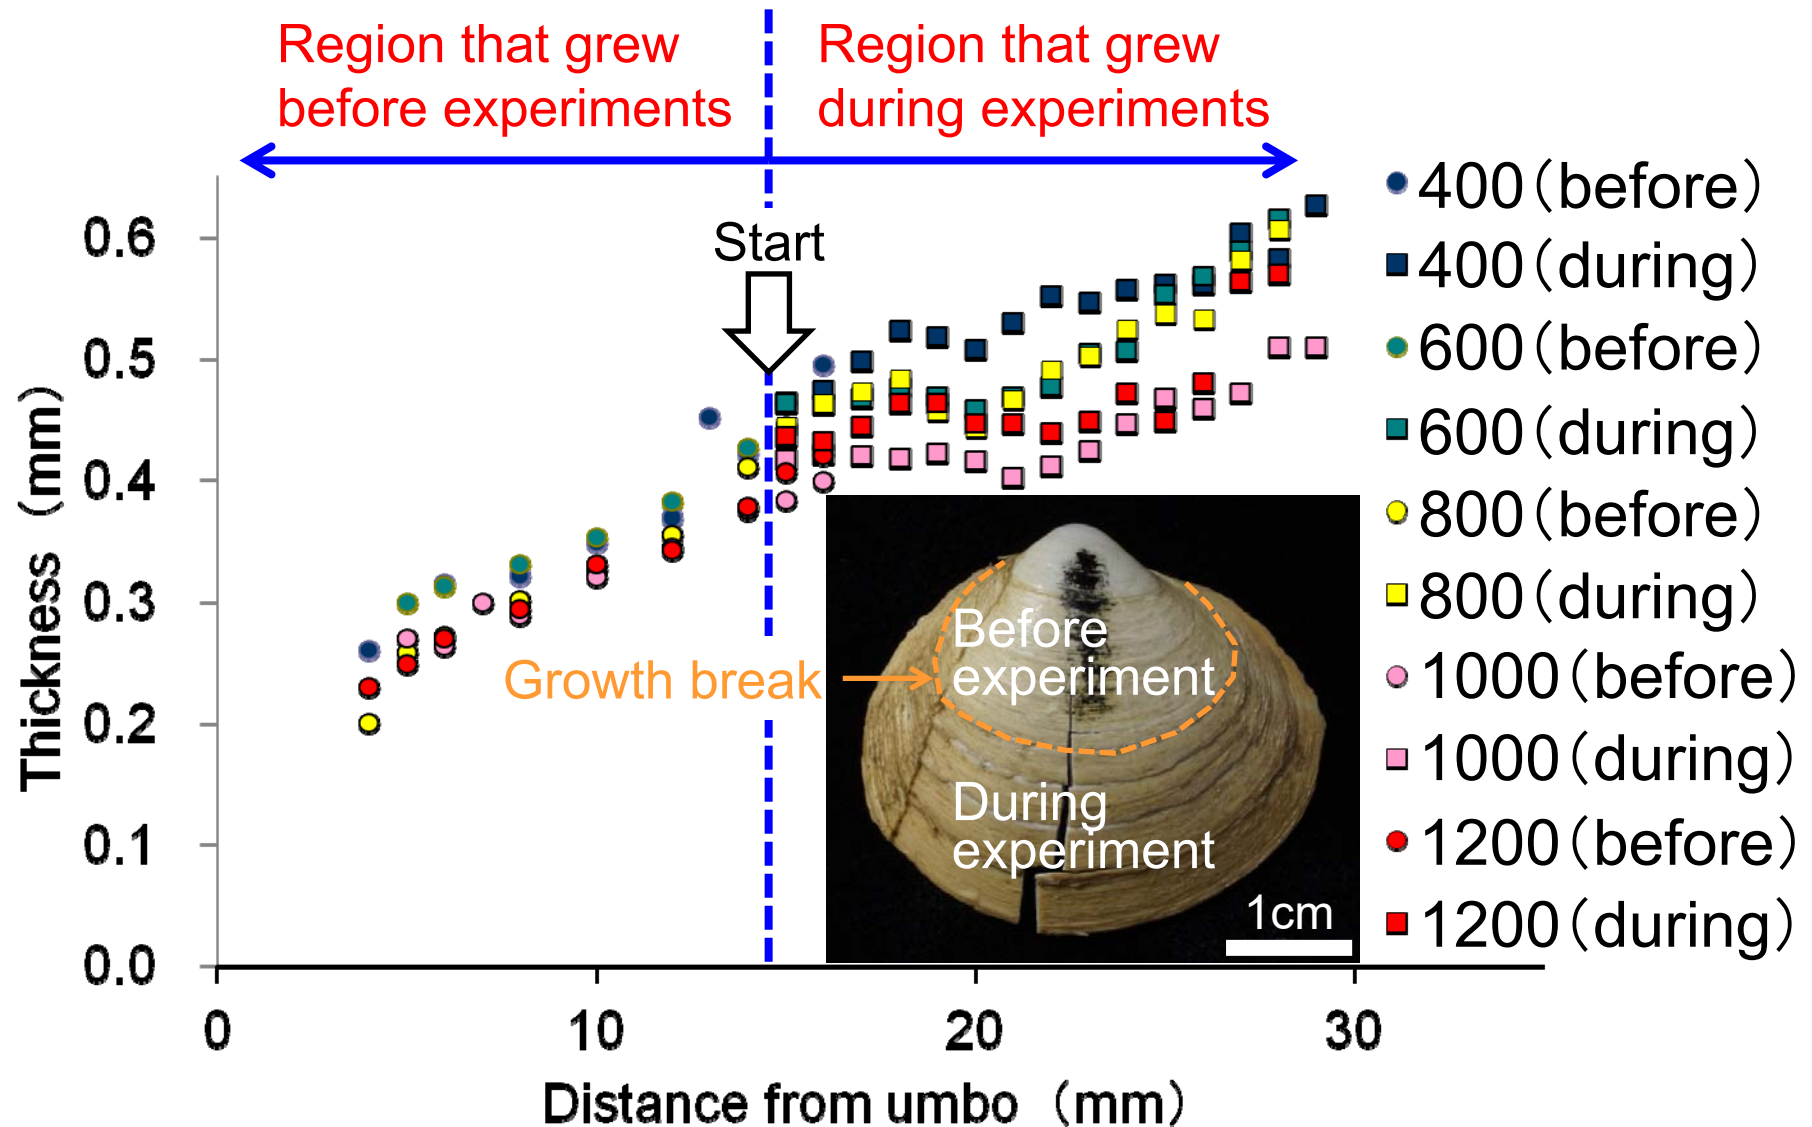 Region that grew
before experiments
Region that grew
during experiments
Start
Thickness (mm)
0.6
0.5
0.4
0.3
0.2
0.1
0.0
0
10
20
30
Distance from umbo (mm)
Growth break
Before
experiment
During
experiment
1cm
400(before)
400(during)
600(before)
600(during)
800(before)
800(during)
1000(before)
1000(during)
1200(before)
1200(during)